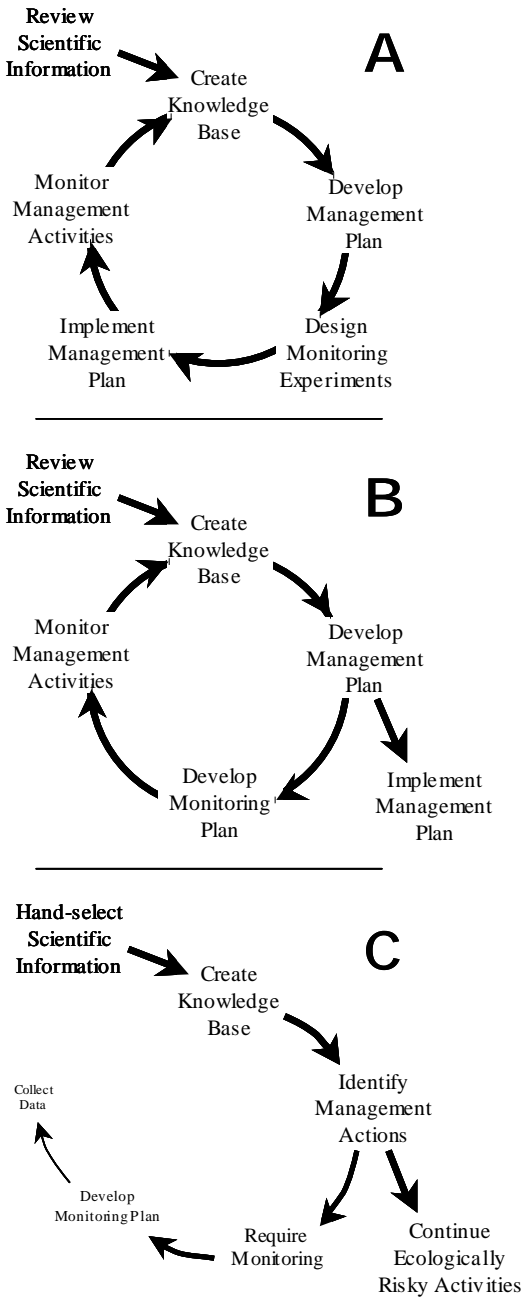 Review
Scientific
Information
A
Create
Knowledge
Base
Develop
Management
Plan
Design
Monitoring
Experiments
Implement
Management
Plan
Monitor
Management
Activities
Review
Scientific
Information
B
Create
Knowledge
Base
Develop
Management
Plan
Implement
Management
Plan
Develop
Monitoring
Plan
Monitor
Management
Activities
Hand-select
Scientific
Information
C
Create
Knowledge
Base
Identify
Management
Actions
Continue
Ecologically
Risky Activities
Require
Monitoring
Develop
Monitoring Plan
Collect
Data